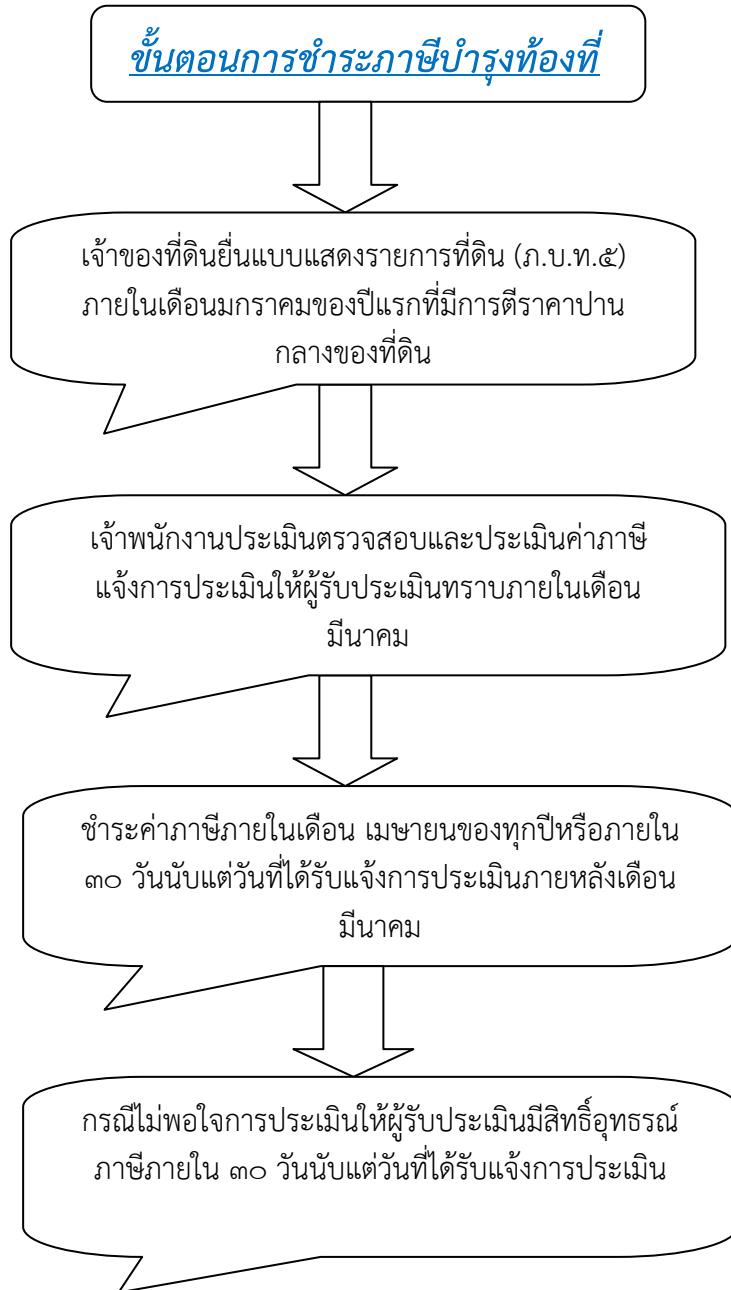 ขั้นตอนการชำระภาษีบำรุงท้องที่
เจ้าของที่ดินยื่นแบบแสดงรายการที่ดิน (ภ.บ.ท.๕)
ภายในเดือนมกราคมของปีแรกที่มีการตีราคาปาน
กลางของที่ดิน
เจ้าพนักงานประเมินตรวจสอบและประเมินค่าภาษี
แจ้งการประเมินให้ผู้รับประเมินทราบภายในเดือน
มีนาคม
ชำระค่าภาษีภายในเดือน เมษายนของทุกปีหรือภายใน
๓๐ วันนับแต่วันที่ได้รับแจ้งการประเมินภายหลังเดือน
มีนาคม
กรณีไม่พอใจการประเมินให้ผู้รับประเมินมีสิทธิ์อุทธรณ์
ภาษีภายใน ๓๐ วันนับแต่วันที่ได้รับแจ้งการประเมิน